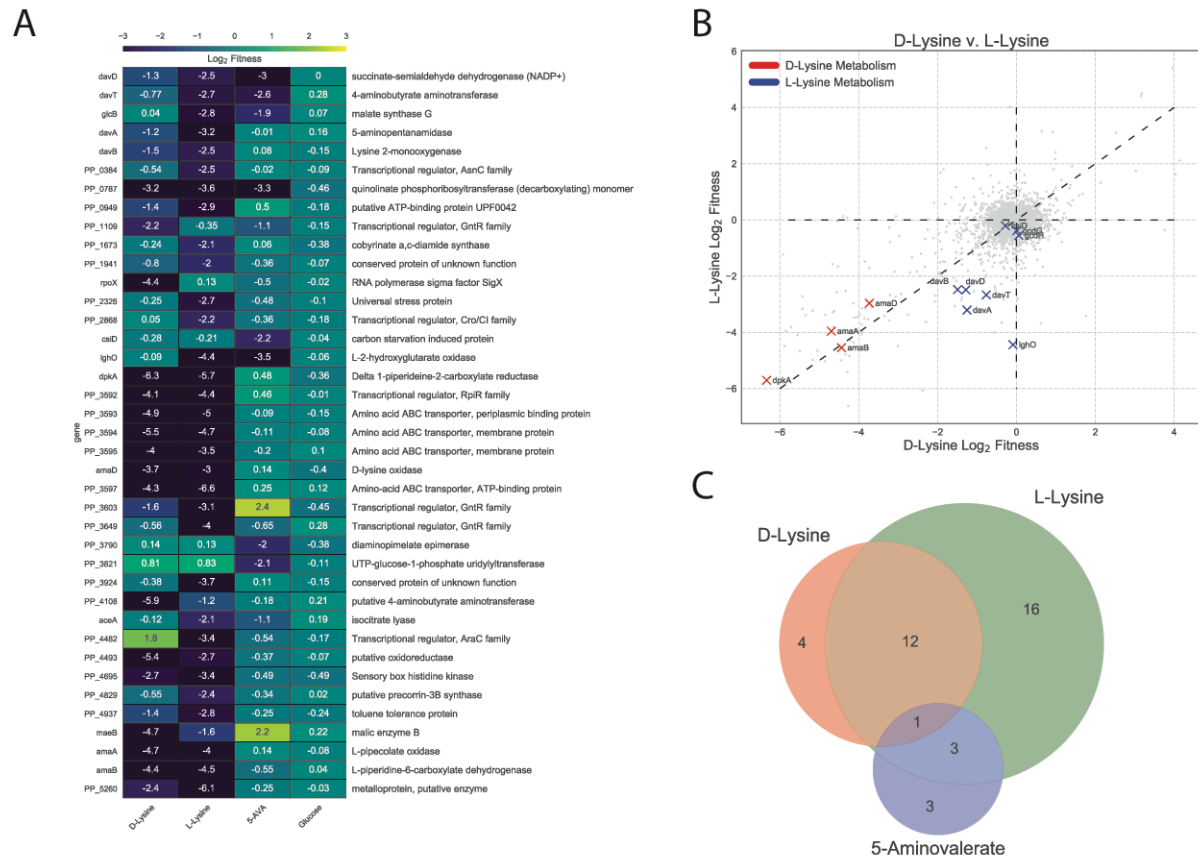 A
−3 −2 −1 0 1 2 3
Log2 Fitness
gene
davD -1.3 -2.5 -3 0 succinate-semialdehyde dehydrogenase (NADP+)
davT -0.77 -2.7 -2.6 0.28 4-aminobutyrate aminotransferase
glcB 0.04 -2.8 -1.9 0.07 malate synthase G
davA -1.2 -3.2 -0.01 0.16 5-aminopentanamidase
davB -1.5 -2.5 0.08 -0.15 Lysine 2-monooxygenase
PP_0384 -0.54 -2.5 -0.02 -0.09 Transcriptional regulator, AsnC family
PP_0787 -3.2 -3.6 -3.3 -0.46 quinolinate phosphoribosyltransferase (decarboxylating) monomer
PP_0949 -1.4 -2.9 0.5 -0.18 putative ATP-binding protein UPF0042
PP_1109 -2.2 -0.35 -1.1 -0.15 Transcriptional regulator, GntR family
PP_1673 -0.24 -2.1 0.06 -0.38 cobyrinate a,c-diamide synthase
PP_1941 -0.8 -2 -0.36 -0.07 conserved protein of unknown function
rpoX -4.4 0.13 -0.5 -0.02 RNA polymerase sigma factor SigX
PP_2326 -0.25 -2.7 -0.48 -0.1 Universal stress protein
PP_2868 0.05 -2.2 -0.36 -0.18 Transcriptional regulator, Cro/CI family
csiD -0.28 -0.21 -2.2 -0.04 carbon starvation induced protein
lghO -0.09 -4.4 -3.5 -0.06 L-2-hydroxyglutarate oxidase
dpkA -6.3 -5.7 0.48 -0.36 Delta 1-piperideine-2-carboxylate reductase
PP_3592 -4.1 -4.4 0.46 -0.01 Transcriptional regulator, RpiR family
PP_3593 -4.9 -5 -0.09 -0.15 Amino acid ABC transporter, periplasmic binding protein
PP_3594 -5.5 -4.7 -0.11 -0.08 Amino acid ABC transporter, membrane protein
PP_3595 -4 -3.5 -0.2 0.1 Amino acid ABC transporter, membrane protein
amaD -3.7 -3 0.14 -0.4 D-lysine oxidase
PP_3597 -4.3 -6.6 0.25 0.12 Amino-acid ABC transporter, ATP-binding protein
PP_3603 -1.6 -3.1 2.4 -0.45 Transcriptional regulator, GntR family
PP_3649 -0.56 -4 -0.65 0.28 Transcriptional regulator, GntR family
PP_3790 0.14 0.13 -2 -0.38 diaminopimelate epimerase
PP_3821 0.81 0.83 -2.1 -0.11 UTP-glucose-1-phosphate uridylyltransferase
PP_3924 -0.38 -3.7 0.11 -0.15 conserved protein of unknown function
PP_4108 -5.9 -1.2 -0.18 0.21 putative 4-aminobutyrate aminotransferase
aceA -0.12 -2.1 -1.1 0.19 isocitrate lyase
PP_4482 1.8 -3.4 -0.54 -0.17 Transcriptional regulator, AraC family
PP_4493 -5.4 -2.7 -0.37 -0.07 putative oxidoreductase
PP_4695 -2.7 -3.4 -0.49 -0.49 Sensory box histidine kinase
PP_4829 -0.55 -2.4 -0.34 0.02 putative precorrin-3B synthase
PP_4937 -1.4 -2.8 -0.25 -0.24 toluene tolerance protein
maeB -4.7 -1.6 2.2 0.22 malic enzyme B
amaA -4.7 -4 0.14 -0.08 L-pipecolate oxidase
amaB -4.4 -4.5 -0.55 0.04 L-piperidine-6-carboxylate dehydrogenase
PP_5260 -2.4 -6.1 -0.25 -0.03 metalloprotein, putative enzyme
D-Lysine L-Lysine 5-AVA Glucose
B
D-Lysine v. L-Lysine
D-Lysine Metabolism
L-Lysine Metabolism
L-Lysine Log2 Fitness
6
4
2
0
−2
−4
−6
davB davD
amaD davT
davA
amaA
amaB lghO
dpkA
−6 −4 −2 0 2 4
D-Lysine Log2 Fitness
C
L-Lysine
D-Lysine
16
4 12
1
3
3
5-Aminovalerate